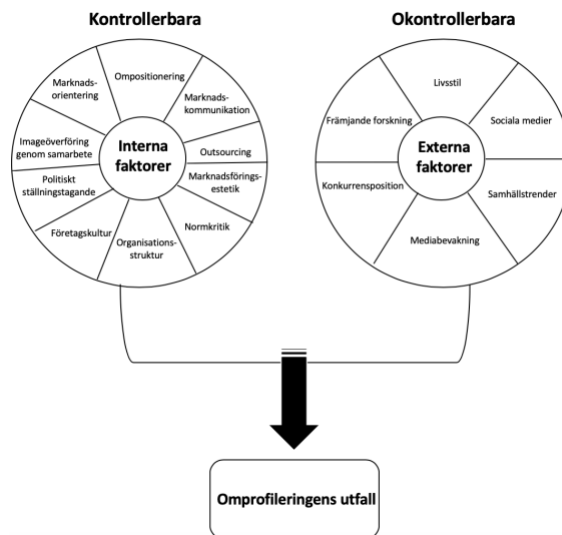 Kontrollerbara
Ompositionering
Marknads-
kommunikation
Outsourcing
Marknadsförings-
estetik
Normkritik
Organisations-
struktur
Företagskultur
Politiskt
ställningstagande
Imageöverföring
genom samarbete
Marknads-
orientering
Interna
faktorer
Okontrollerbara
Livsstil
Sociala medier
Samhällstrender
Mediabevakning
Konkurrensposition
Främjande forskning
Externa
faktorer
Omprofileringens utfall